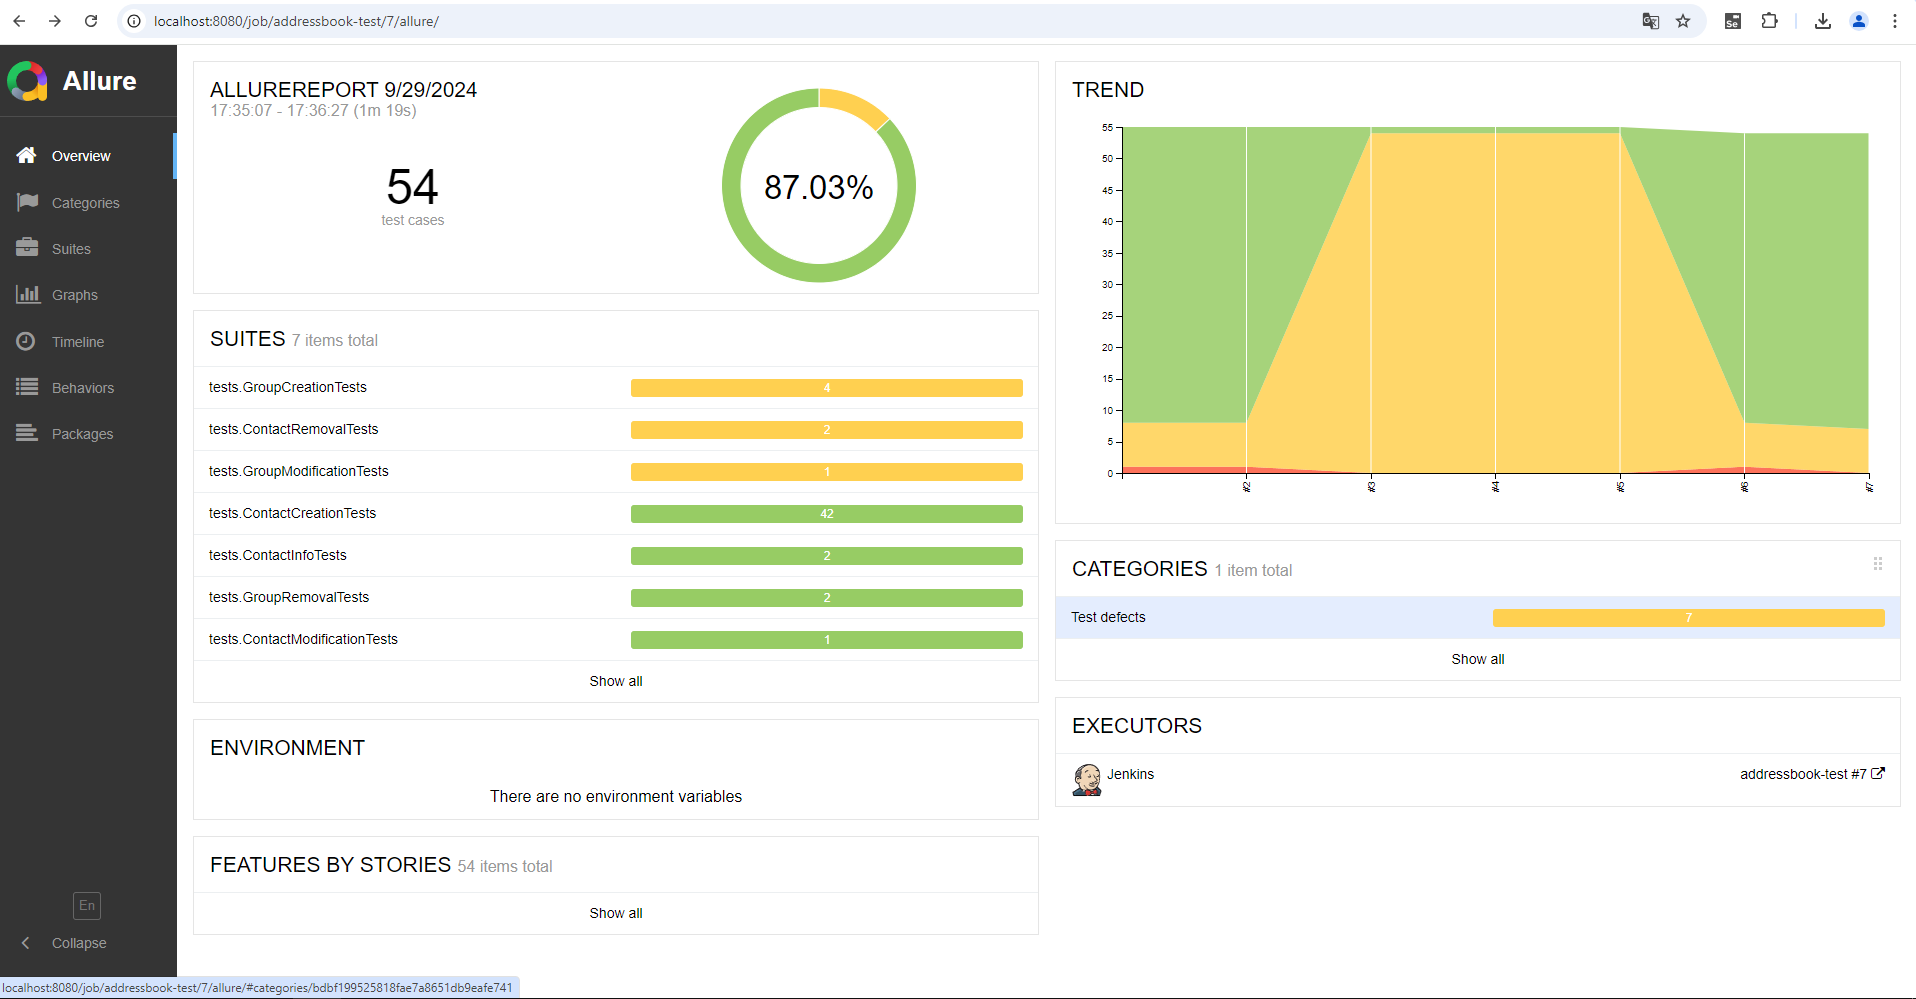 localhost:8080/job/addressbook-test/7/allure/
Allure
Overview
Categories
Suites
Graphs
Timeline
Behaviors
Packages
En
Collapse
ALLUREREPORT 9/29/2024
17:35:07 - 17:36:27 (1m 19s)
54
test cases
87.03%
SUITES 7 items total
tests.GroupCreationTests 4
tests.ContactRemovalTests 2
tests.GroupModificationTests 1
tests.ContactCreationTests 42
tests.ContactInfoTests 2
tests.GroupRemovalTests 2
tests.ContactModificationTests 1
Show all
ENVIRONMENT
There are no environment variables
FEATURES BY STORIES 54 items total
Show all
TREND
55
50
45
40
35
30
25
20
15
10
5
0
#2 #3 #4 #5 #6 #7
CATEGORIES 1 item total
Test defects 7
Show all
EXECUTORS
Jenkins addressbook-test #7
localhost:8080/job/addressbook-test/7/allure/#categories/bdbf199525818fae7a8651db9eafe741